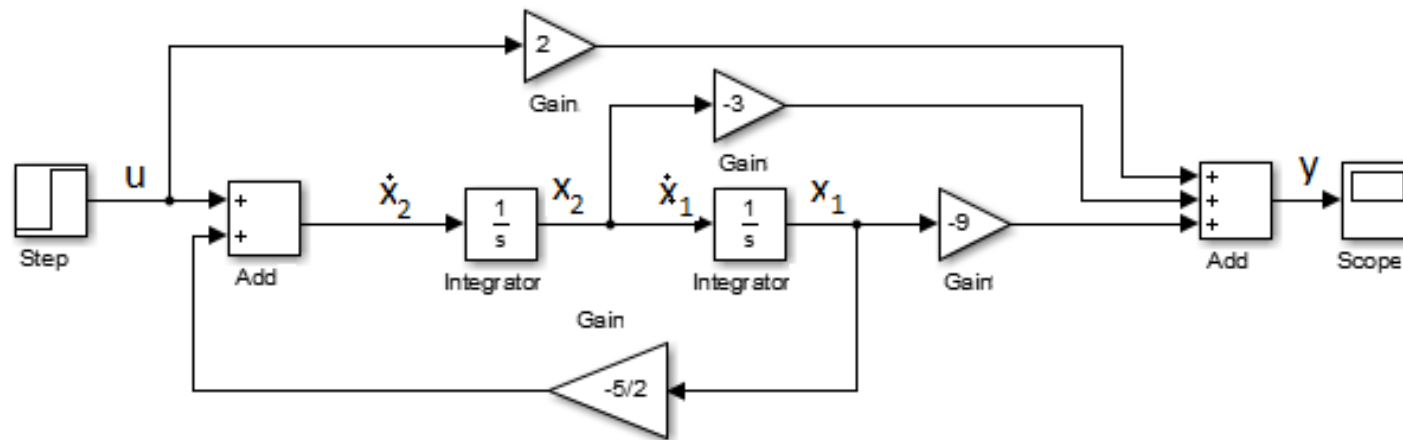 2
Gain
-3
Gain
u
+
+
Add
Step
ẋ₂
1
s
Integrator
x₂
ẋ₁
1
s
Integrator
x₁
-9
Gain
+
+
+
Add
y
Scope
Gain
-5/2